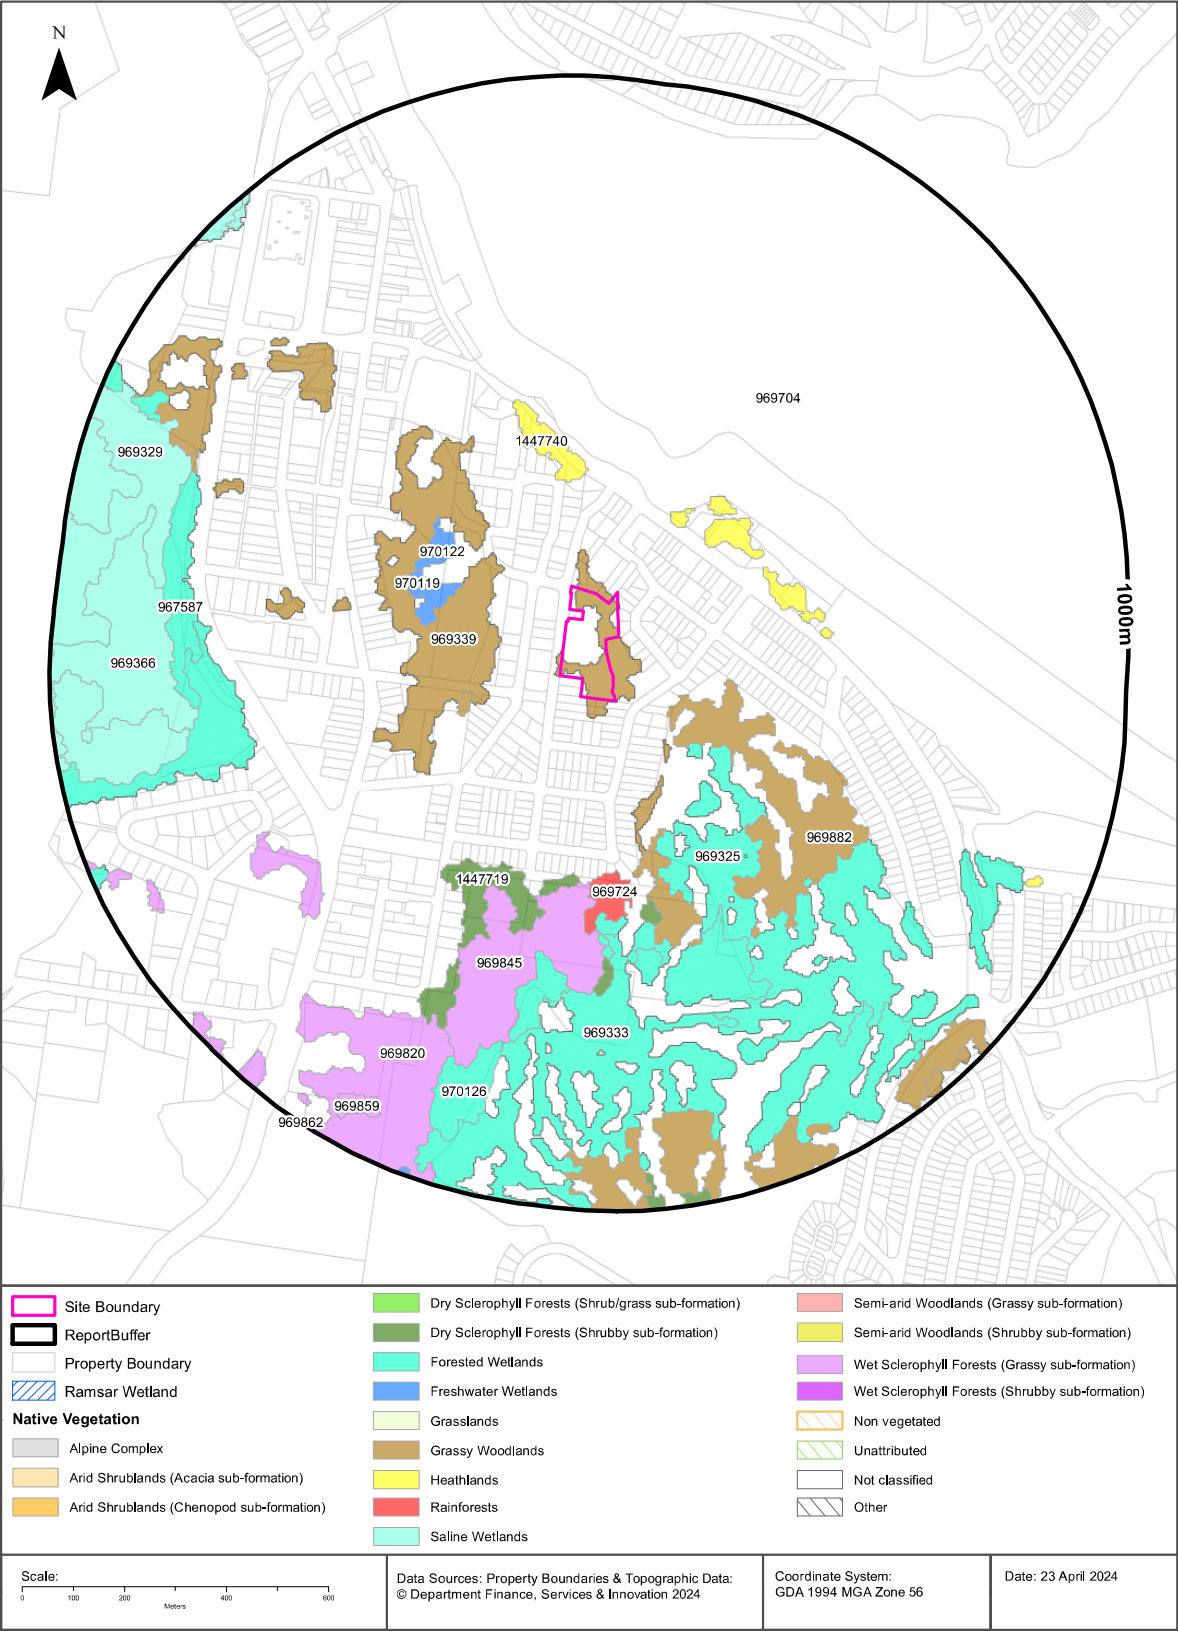 N
969704
969329
1447740
970122
970119
967587
969339
969366
1000m
969882
969325
1447719
969724
969845
969333
969820
970126
969859
969862
Site Boundary
ReportBuffer
Property Boundary
Ramsar Wetland
Native Vegetation
Alpine Complex
Arid Shrublands (Acacia sub-formation)
Arid Shrublands (Chenopod sub-formation)
Dry Sclerophyll Forests (Shrub/grass sub-formation)
Dry Sclerophyll Forests (Shrubby sub-formation)
Forested Wetlands
Freshwater Wetlands
Grasslands
Grassy Woodlands
Heathlands
Rainforests
Saline Wetlands
Semi-arid Woodlands (Grassy sub-formation)
Semi-arid Woodlands (Shrubby sub-formation)
Wet Sclerophyll Forests (Grassy sub-formation)
Wet Sclerophyll Forests (Shrubby sub-formation)
Non vegetated
Unattributed
Not classified
Other
Scale:
0 100 200 400 600
Meters
Data Sources: Property Boundaries & Topographic Data:
© Department Finance, Services & Innovation 2024
Coordinate System:
GDA 1994 MGA Zone 56
Date: 23 April 2024